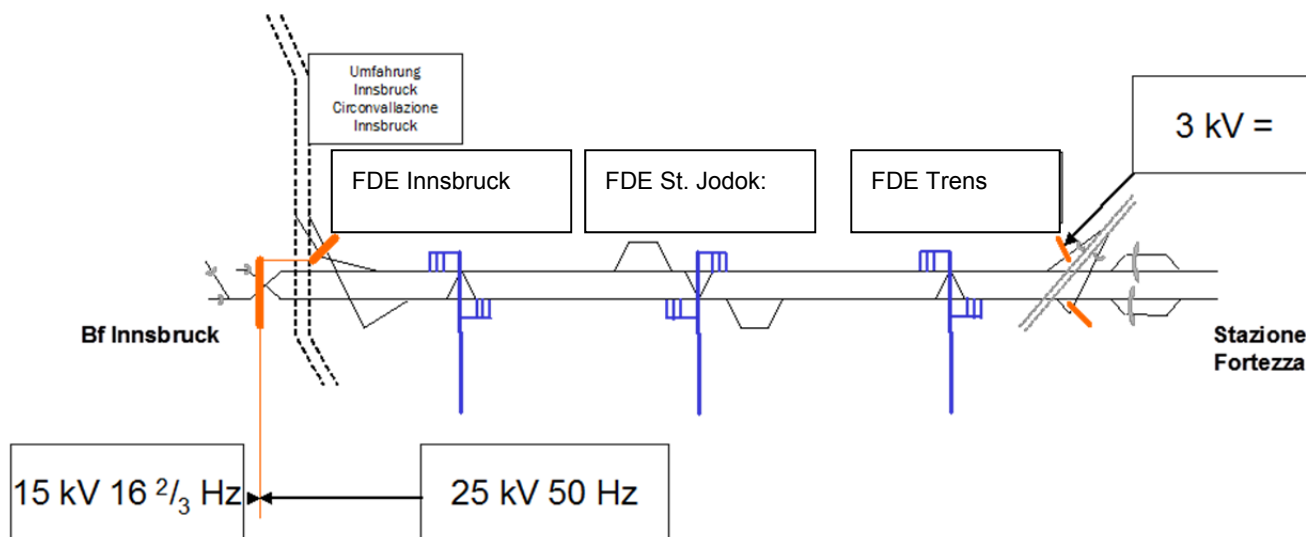 Umfahrung
Innsbruck
Circonvallazione
Innsbruck
3 kV =
FDE Innsbruck
FDE St. Jodok:
FDE Trens
Bf Innsbruck
Stazione
Fortezza
15 kV 16 2/3 Hz
25 kV 50 Hz